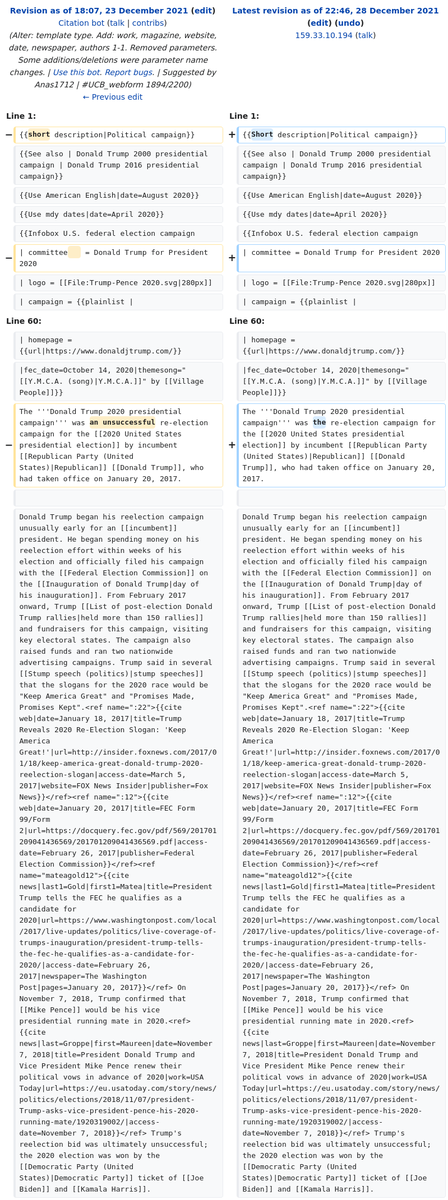 Revision as of 18:07, 23 December 2021 (edit)
Citation bot (talk | contribs)
(Alter: template type. Add: work, magazine, website,
date, newspaper, authors 1-1. Removed parameters.
Some additions/deletions were parameter name
changes. | Use this bot. Report bugs. | Suggested by
Anas1712 | #UCB_webform 1894/2200)
← Previous edit
Line 1:
− {{short description|Political campaign}}
{{See also | Donald Trump 2000 presidential
campaign | Donald Trump 2016 presidential
campaign}}
{{Use American English|date=August 2020}}
{{Use mdy dates|date=April 2020}}
{{Infobox U.S. federal election campaign
− | committee = Donald Trump for President
2020
| logo = [[File:Trump-Pence 2020.svg|280px]]
| campaign = {{plainlist |
Line 60:
| homepage =
{{url|https://www.donaldjtrump.com/}}
|fec_date=October 14, 2020|themesong="
[[Y.M.C.A. (song)|Y.M.C.A.]]" by [[Village
People]]}}
− The '''Donald Trump 2020 presidential
campaign''' was an unsuccessful re-election
campaign for the [[2020 United States
presidential election]] by incumbent
[[Republican Party (United
States)|Republican]] [[Donald Trump]], who
had taken office on January 20, 2017.
Donald Trump began his reelection campaign
unusually early for an [[incumbent]]
president. He began spending money on his
reelection effort within weeks of his
election and officially filed his campaign
with the [[Federal Election Commission]] on
the [[Inauguration of Donald Trump|day of
his inauguration]]. From February 2017
onward, Trump [[List of post-election Donald
Trump rallies|held more than 150 rallies]]
and fundraisers for this campaign, visiting
key electoral states. The campaign also
raised funds and ran two nationwide
advertising campaigns. Trump said in several
[[Stump speech (politics)|stump speeches]]
that the slogans for the 2020 race would be
"Keep America Great" and "Promises Made,
Promises Kept".<ref name=":22">{{cite
web|date=January 18, 2017|title=Trump
Reveals 2020 Re-Election Slogan: 'Keep
America
Great!'|url=http://insider.foxnews.com/2017/0
1/18/keep-america-great-donald-trump-2020-
reelection-slogan|access-date=March 5,
2017|website=FOX News Insider|publisher=Fox
News}}</ref><ref name=":12">{{cite
web|date=January 20, 2017|title=FEC Form
99/Form
2|url=https://docquery.fec.gov/pdf/569/201701
209041436569/201701209041436569.pdf|access-
date=February 26, 2017|publisher=Federal
Election Commission}}</ref><ref
name="mateagold12">{{cite
news|last1=Gold|first1=Matea|title=President
Trump tells the FEC he qualifies as a
candidate for
2020|url=https://www.washingtonpost.com/local
/2017/live-updates/politics/live-coverage-of-
trumps-inauguration/president-trump-tells-
the-fec-he-qualifies-as-a-candidate-for-
2020/|access-date=February 26,
2017|newspaper=The Washington
Post|pages=January 20, 2017}}</ref> On
November 7, 2018, Trump confirmed that
[[Mike Pence]] would be his vice
presidential running mate in 2020.<ref>
{{cite
news|last=Groppe|first=Maureen|date=November
7, 2018|title=President Donald Trump and
Vice President Mike Pence renew their
political vows in advance of 2020|work=USA
Today|url=https://eu.usatoday.com/story/news/
politics/elections/2018/11/07/president-
Trump-asks-vice-president-pence-his-2020-
running-mate/1920319002/|access-
date=November 7, 2018}}</ref> Trump's
reelection bid was ultimately unsuccessful;
the 2020 election was won by the
[[Democratic Party (United
States)|Democratic Party]] ticket of [[Joe
Biden]] and [[Kamala Harris]].
Latest revision as of 22:46, 28 December 2021
(edit) (undo)
159.33.10.194 (talk)
Line 1:
+ {{Short description|Political campaign}}
{{See also | Donald Trump 2000 presidential
campaign | Donald Trump 2016 presidential
campaign}}
{{Use American English|date=August 2020}}
{{Use mdy dates|date=April 2020}}
{{Infobox U.S. federal election campaign
+ | committee = Donald Trump for President 2020
| logo = [[File:Trump-Pence 2020.svg|280px]]
| campaign = {{plainlist |
Line 60:
| homepage =
{{url|https://www.donaldjtrump.com/}}
|fec_date=October 14, 2020|themesong="
[[Y.M.C.A. (song)|Y.M.C.A.]]" by [[Village
People]]}}
+ The '''Donald Trump 2020 presidential
campaign''' was the re-election campaign for
the [[2020 United States presidential
election]] by incumbent [[Republican Party
(United States)|Republican]] [[Donald
Trump]], who had taken office on January 20,
2017.
Donald Trump began his reelection campaign
unusually early for an [[incumbent]]
president. He began spending money on his
reelection effort within weeks of his
election and officially filed his campaign
with the [[Federal Election Commission]] on
the [[Inauguration of Donald Trump|day of
his inauguration]]. From February 2017
onward, Trump [[List of post-election Donald
Trump rallies|held more than 150 rallies]]
and fundraisers for this campaign, visiting
key electoral states. The campaign also
raised funds and ran two nationwide
advertising campaigns. Trump said in several
[[Stump speech (politics)|stump speeches]]
that the slogans for the 2020 race would be
"Keep America Great" and "Promises Made,
Promises Kept".<ref name=":22">{{cite
web|date=January 18, 2017|title=Trump
Reveals 2020 Re-Election Slogan: 'Keep
America
Great!'|url=http://insider.foxnews.com/2017/0
1/18/keep-america-great-donald-trump-2020-
reelection-slogan|access-date=March 5,
2017|website=FOX News Insider|publisher=Fox
News}}</ref><ref name=":12">{{cite
web|date=January 20, 2017|title=FEC Form
99/Form
2|url=https://docquery.fec.gov/pdf/569/201701
209041436569/201701209041436569.pdf|access-
date=February 26, 2017|publisher=Federal
Election Commission}}</ref><ref
name="mateagold12">{{cite
news|last1=Gold|first1=Matea|title=President
Trump tells the FEC he qualifies as a
candidate for
2020|url=https://www.washingtonpost.com/local
/2017/live-updates/politics/live-coverage-of-
trumps-inauguration/president-trump-tells-
the-fec-he-qualifies-as-a-candidate-for-
2020/|access-date=February 26,
2017|newspaper=The Washington
Post|pages=January 20, 2017}}</ref> On
November 7, 2018, Trump confirmed that
[[Mike Pence]] would be his vice
presidential running mate in 2020.<ref>
{{cite
news|last=Groppe|first=Maureen|date=November
7, 2018|title=President Donald Trump and
Vice President Mike Pence renew their
political vows in advance of 2020|work=USA
Today|url=https://eu.usatoday.com/story/news/
politics/elections/2018/11/07/president-
Trump-asks-vice-president-pence-his-2020-
running-mate/1920319002/|access-
date=November 7, 2018}}</ref> Trump's
reelection bid was ultimately unsuccessful;
the 2020 election was won by the
[[Democratic Party (United
States)|Democratic Party]] ticket of [[Joe
Biden]] and [[Kamala Harris]].